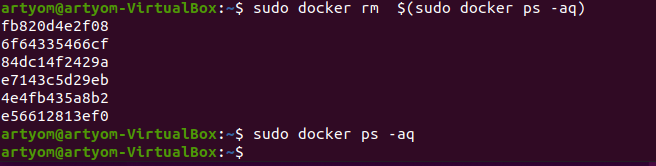 artyom@artyom-VirtualBox:~$ sudo docker rm  $(sudo docker ps -aq)
fb820d4e2f08
6f64335466cf
84dc14f2429a
e7143c5d29eb
4e4fb435a8b2
e56612813ef0
artyom@artyom-VirtualBox:~$ sudo docker ps -aq
artyom@artyom-VirtualBox:~$